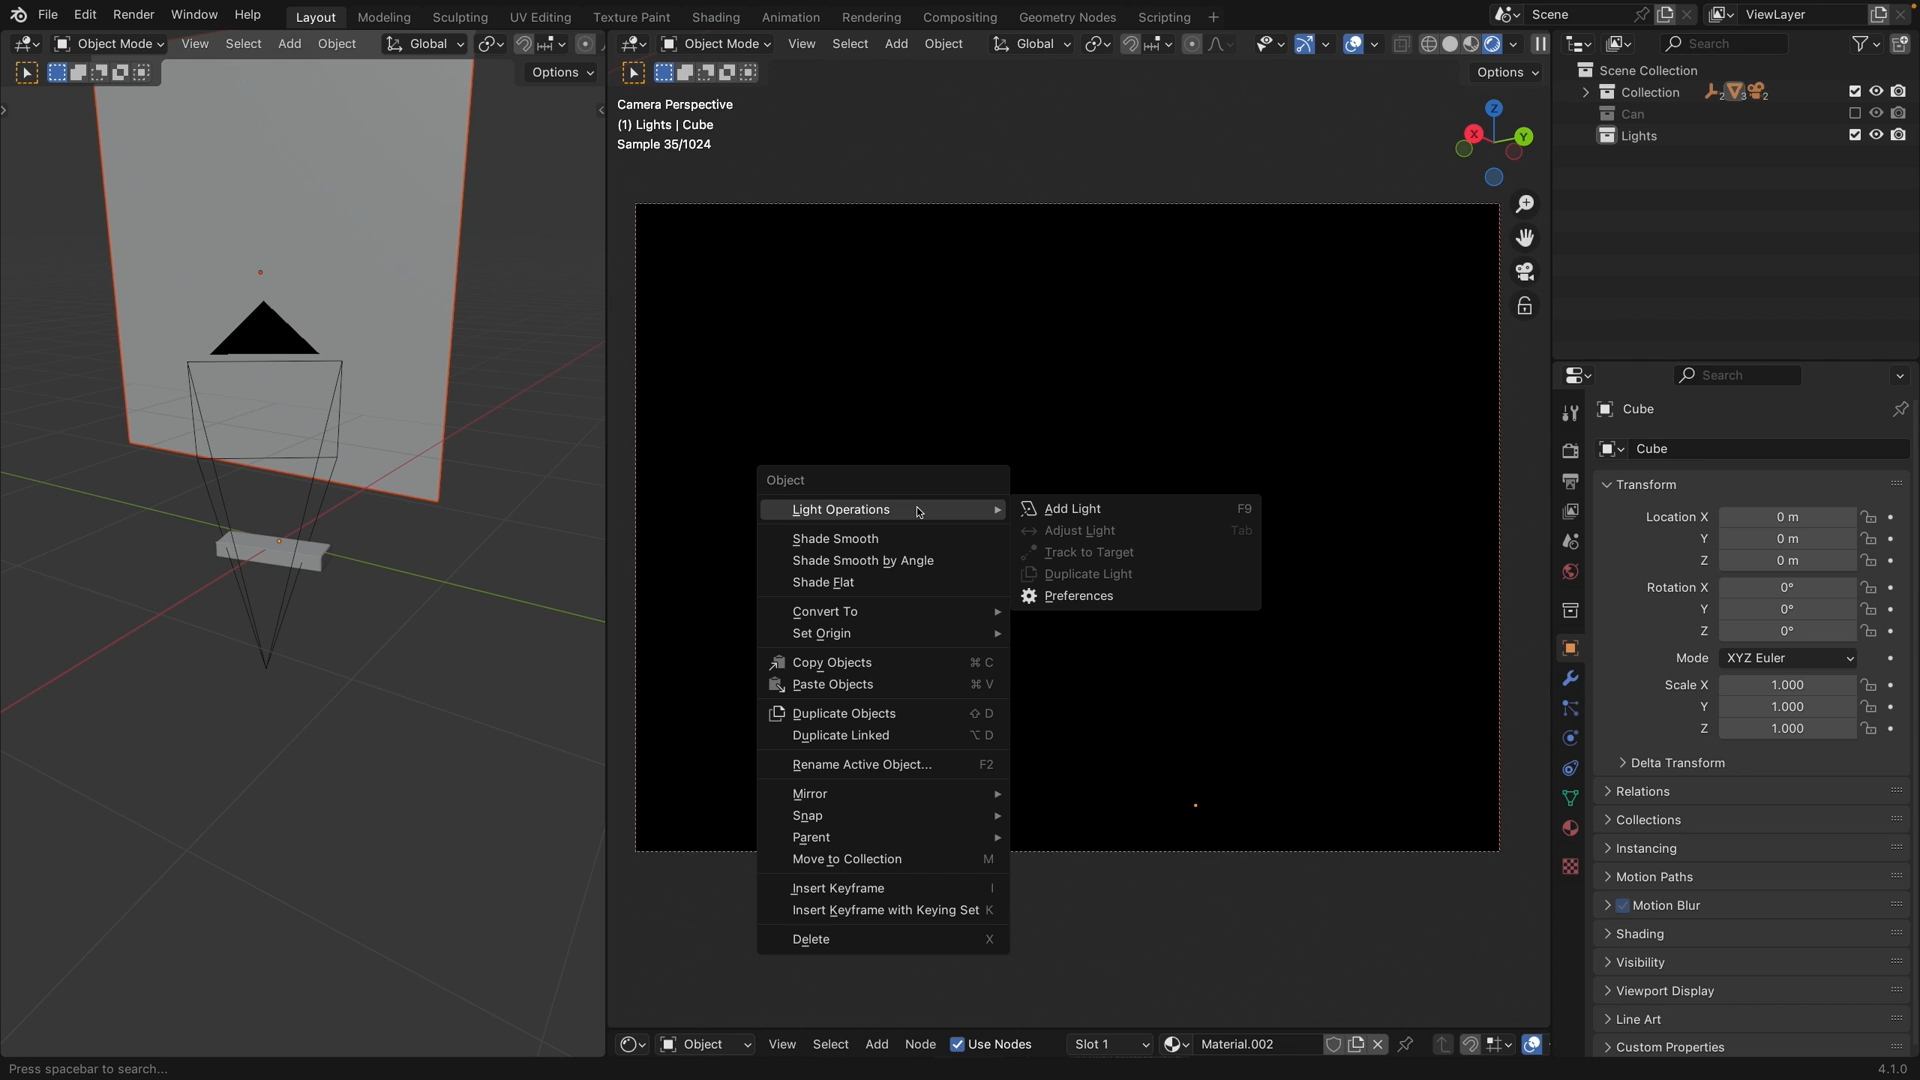 File Edit Render Window Help Layout Modeling Sculpting UV Editing Texture Paint Shading Animation Rendering Compositing Geometry Nodes Scripting + Scene ViewLayer
Object Mode View Select Add Object Global
Options
Object Mode View Select Add Object Global
Options
Camera Perspective
(1) Lights | Cube
Sample 35/1024
Z
X
Y
Object
Light Operations
Shade Smooth
Shade Smooth by Angle
Shade Flat
Convert To
Set Origin
Copy Objects ⌘ C
Paste Objects ⌘ V
Duplicate Objects ⇧ D
Duplicate Linked ⌥ D
Rename Active Object... F2
Mirror
Snap
Parent
Move to Collection M
Insert Keyframe I
Insert Keyframe with Keying Set K
Delete X
Add Light F9
Adjust Light Tab
Track to Target
Duplicate Light
Preferences
Object View Select Add Node Use Nodes Slot 1 Material.002
Search
Scene Collection
Collection 2 3 2
Can
Lights
Search
Cube
Cube
Transform
Location X 0 m
Y 0 m
Z 0 m
Rotation X 0°
Y 0°
Z 0°
Mode XYZ Euler
Scale X 1.000
Y 1.000
Z 1.000
Delta Transform
Relations
Collections
Instancing
Motion Paths
Motion Blur
Shading
Visibility
Viewport Display
Line Art
Custom Properties
Press spacebar to search...
4.1.0